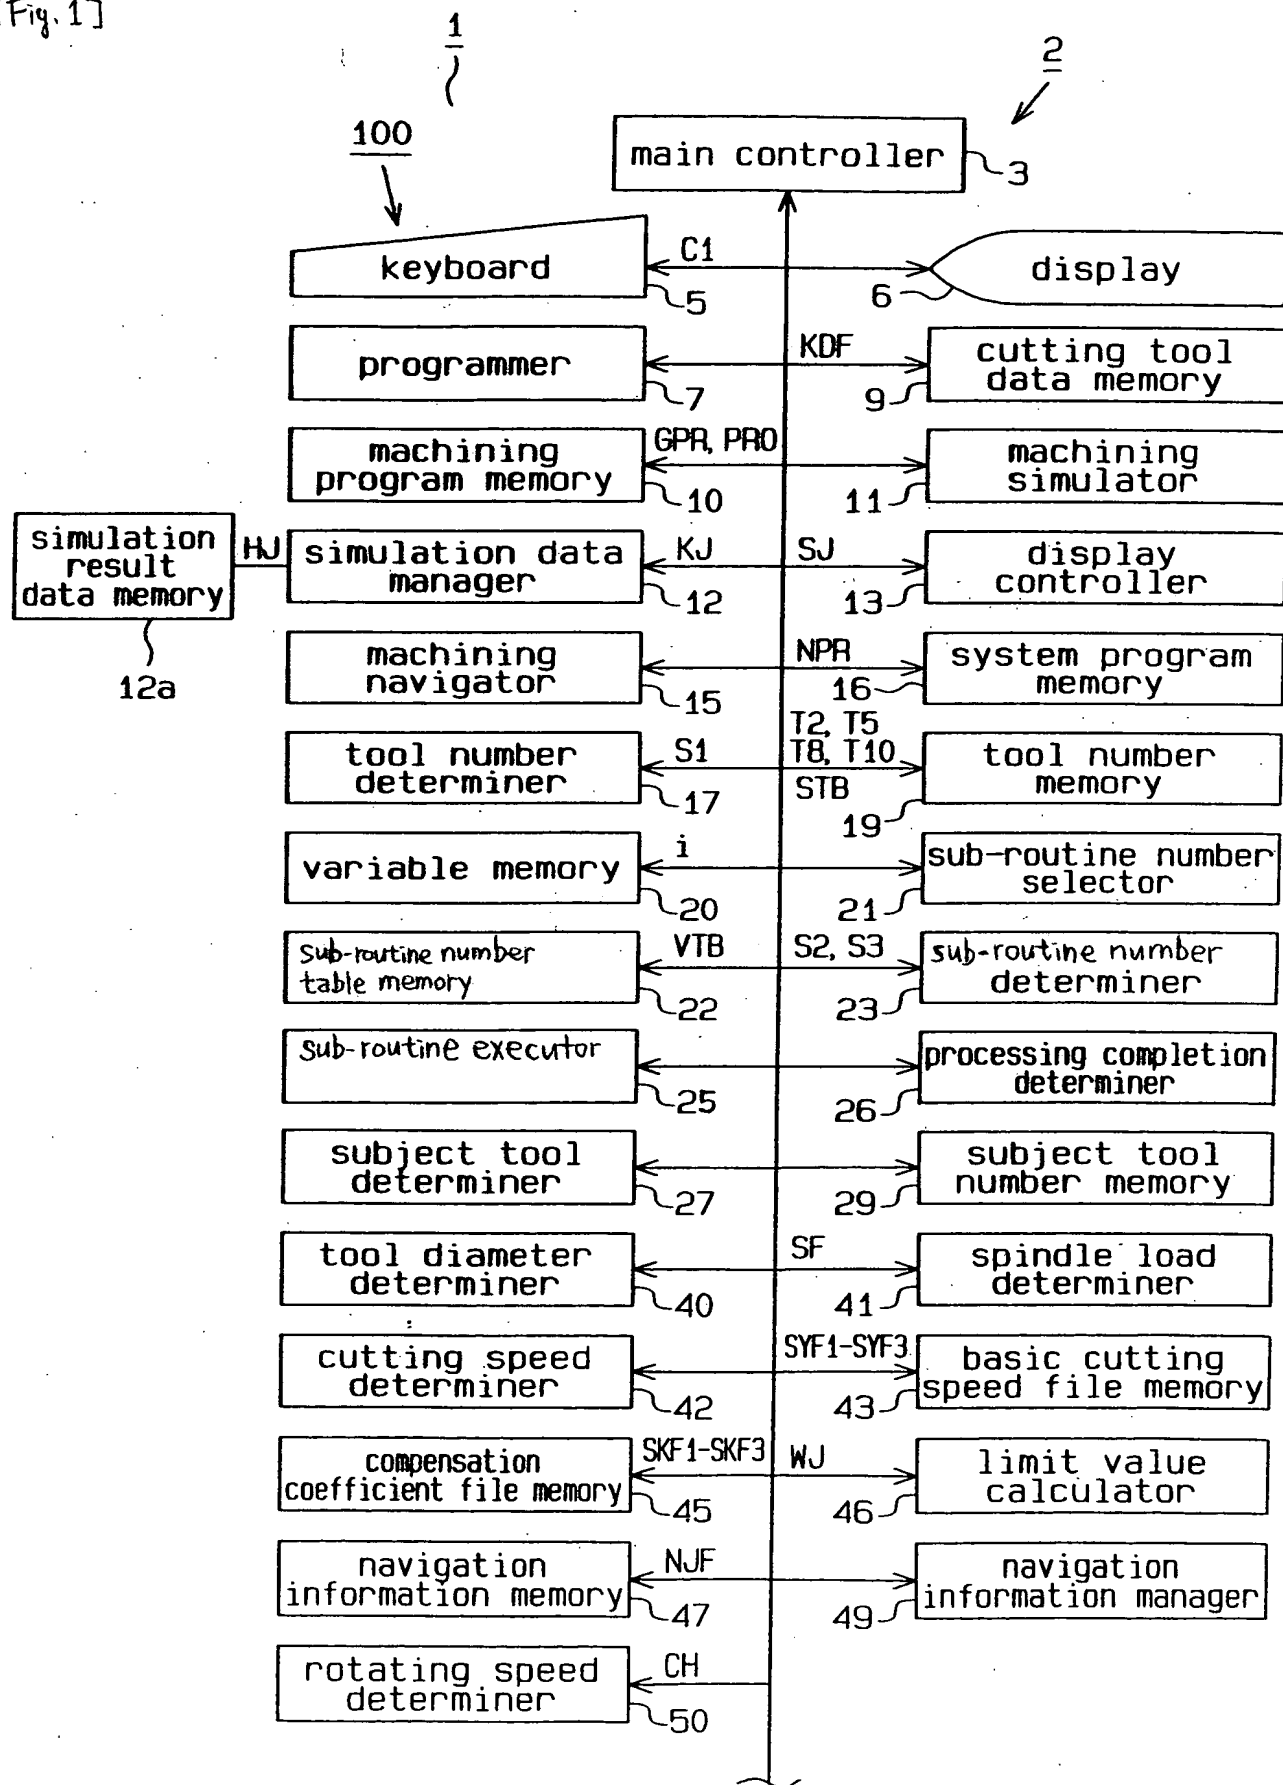 Fig. 1]
1
2
100
main controller
3
keyboard
5
C1
6
display
programmer
7
KDF
9
cutting tool
data memory
machining
program memory
10
GPR, PRO
11
machining
simulator
simulation
result
data memory
12a
HJ
simulation data
manager
12
KJ
SJ
13
display
controller
machining
navigator
15
NPR
16
system program
memory
tool number
determiner
17
S1
T2, T5
T8, T10
STB
19
tool number
memory
variable memory
20
i
21
sub-routine number
selector
sub-routine number
table memory
22
VTB
S2, S3
23
sub-routine number
determiner
sub-routine executor
25
26
processing completion
determiner
subject tool
determiner
27
29
subject tool
number memory
tool diameter
determiner
40
SF
41
spindle load
determiner
cutting speed
determiner
42
SYF1-SYF3
43
basic cutting
speed file memory
compensation
coefficient file memory
45
SKF1-SKF3
WJ
46
limit value
calculator
navigation
information memory
47
NJF
49
navigation
information manager
rotating speed
determiner
50
CH